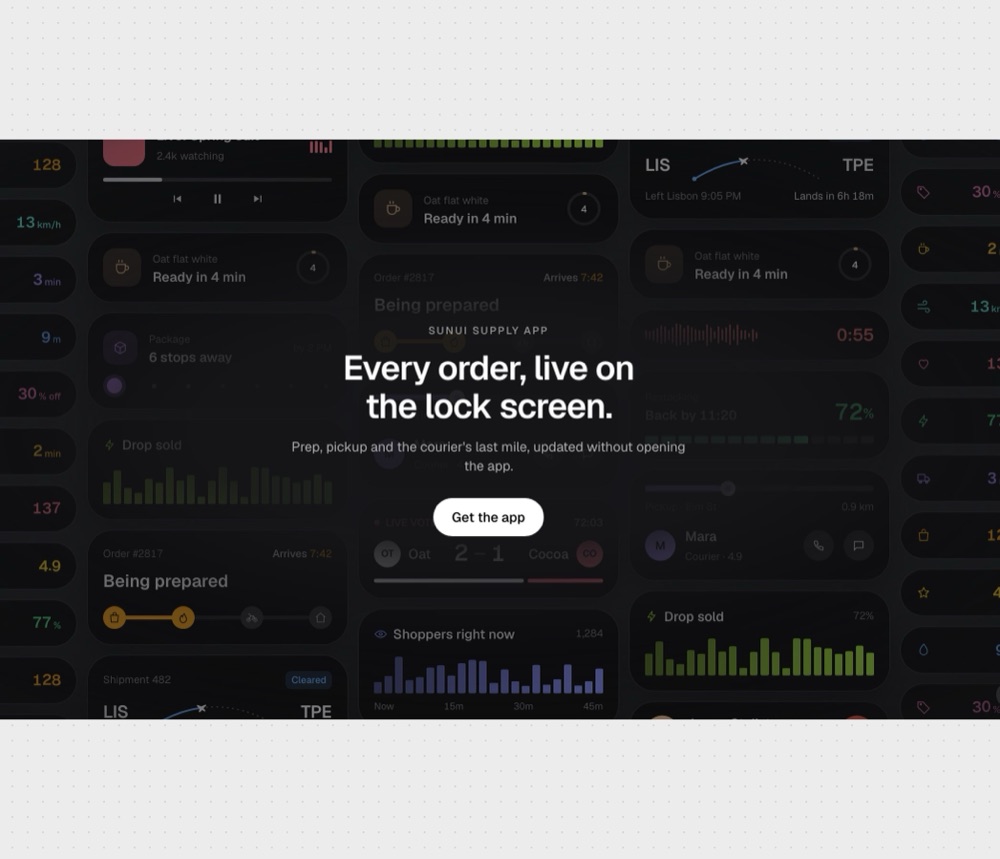 128
13 km/h
3 min
9 m
30 % off
2 min
137
4.9
77 %
128
2.4k watching
Oat flat white
Ready in 4 min
4
Package
6 stops away
Drop sold
Order #2817
Arrives 7:42
Being prepared
Shipment 482
Cleared
LIS
TPE
Oat flat white
Ready in 4 min
4
Order #2817
Arrives 7:42
Being prepared
SUNUI SUPPLY APP
Every order, live on
the lock screen.
Prep, pickup and the courier's last mile, updated without opening
the app.
Get the app
72:03
OT
Oat
2 – 1
Cocoa
CO
Shoppers right now
1,284
Now
15m
30m
45m
LIS
TPE
Left Lisbon 9:05 PM
Lands in 6h 18m
Oat flat white
Ready in 4 min
4
0:55
Back by 11:20
72%
0.9 km
M
Mara
Courier · 4.9
Drop sold
72%
30
2
13
77
3
30